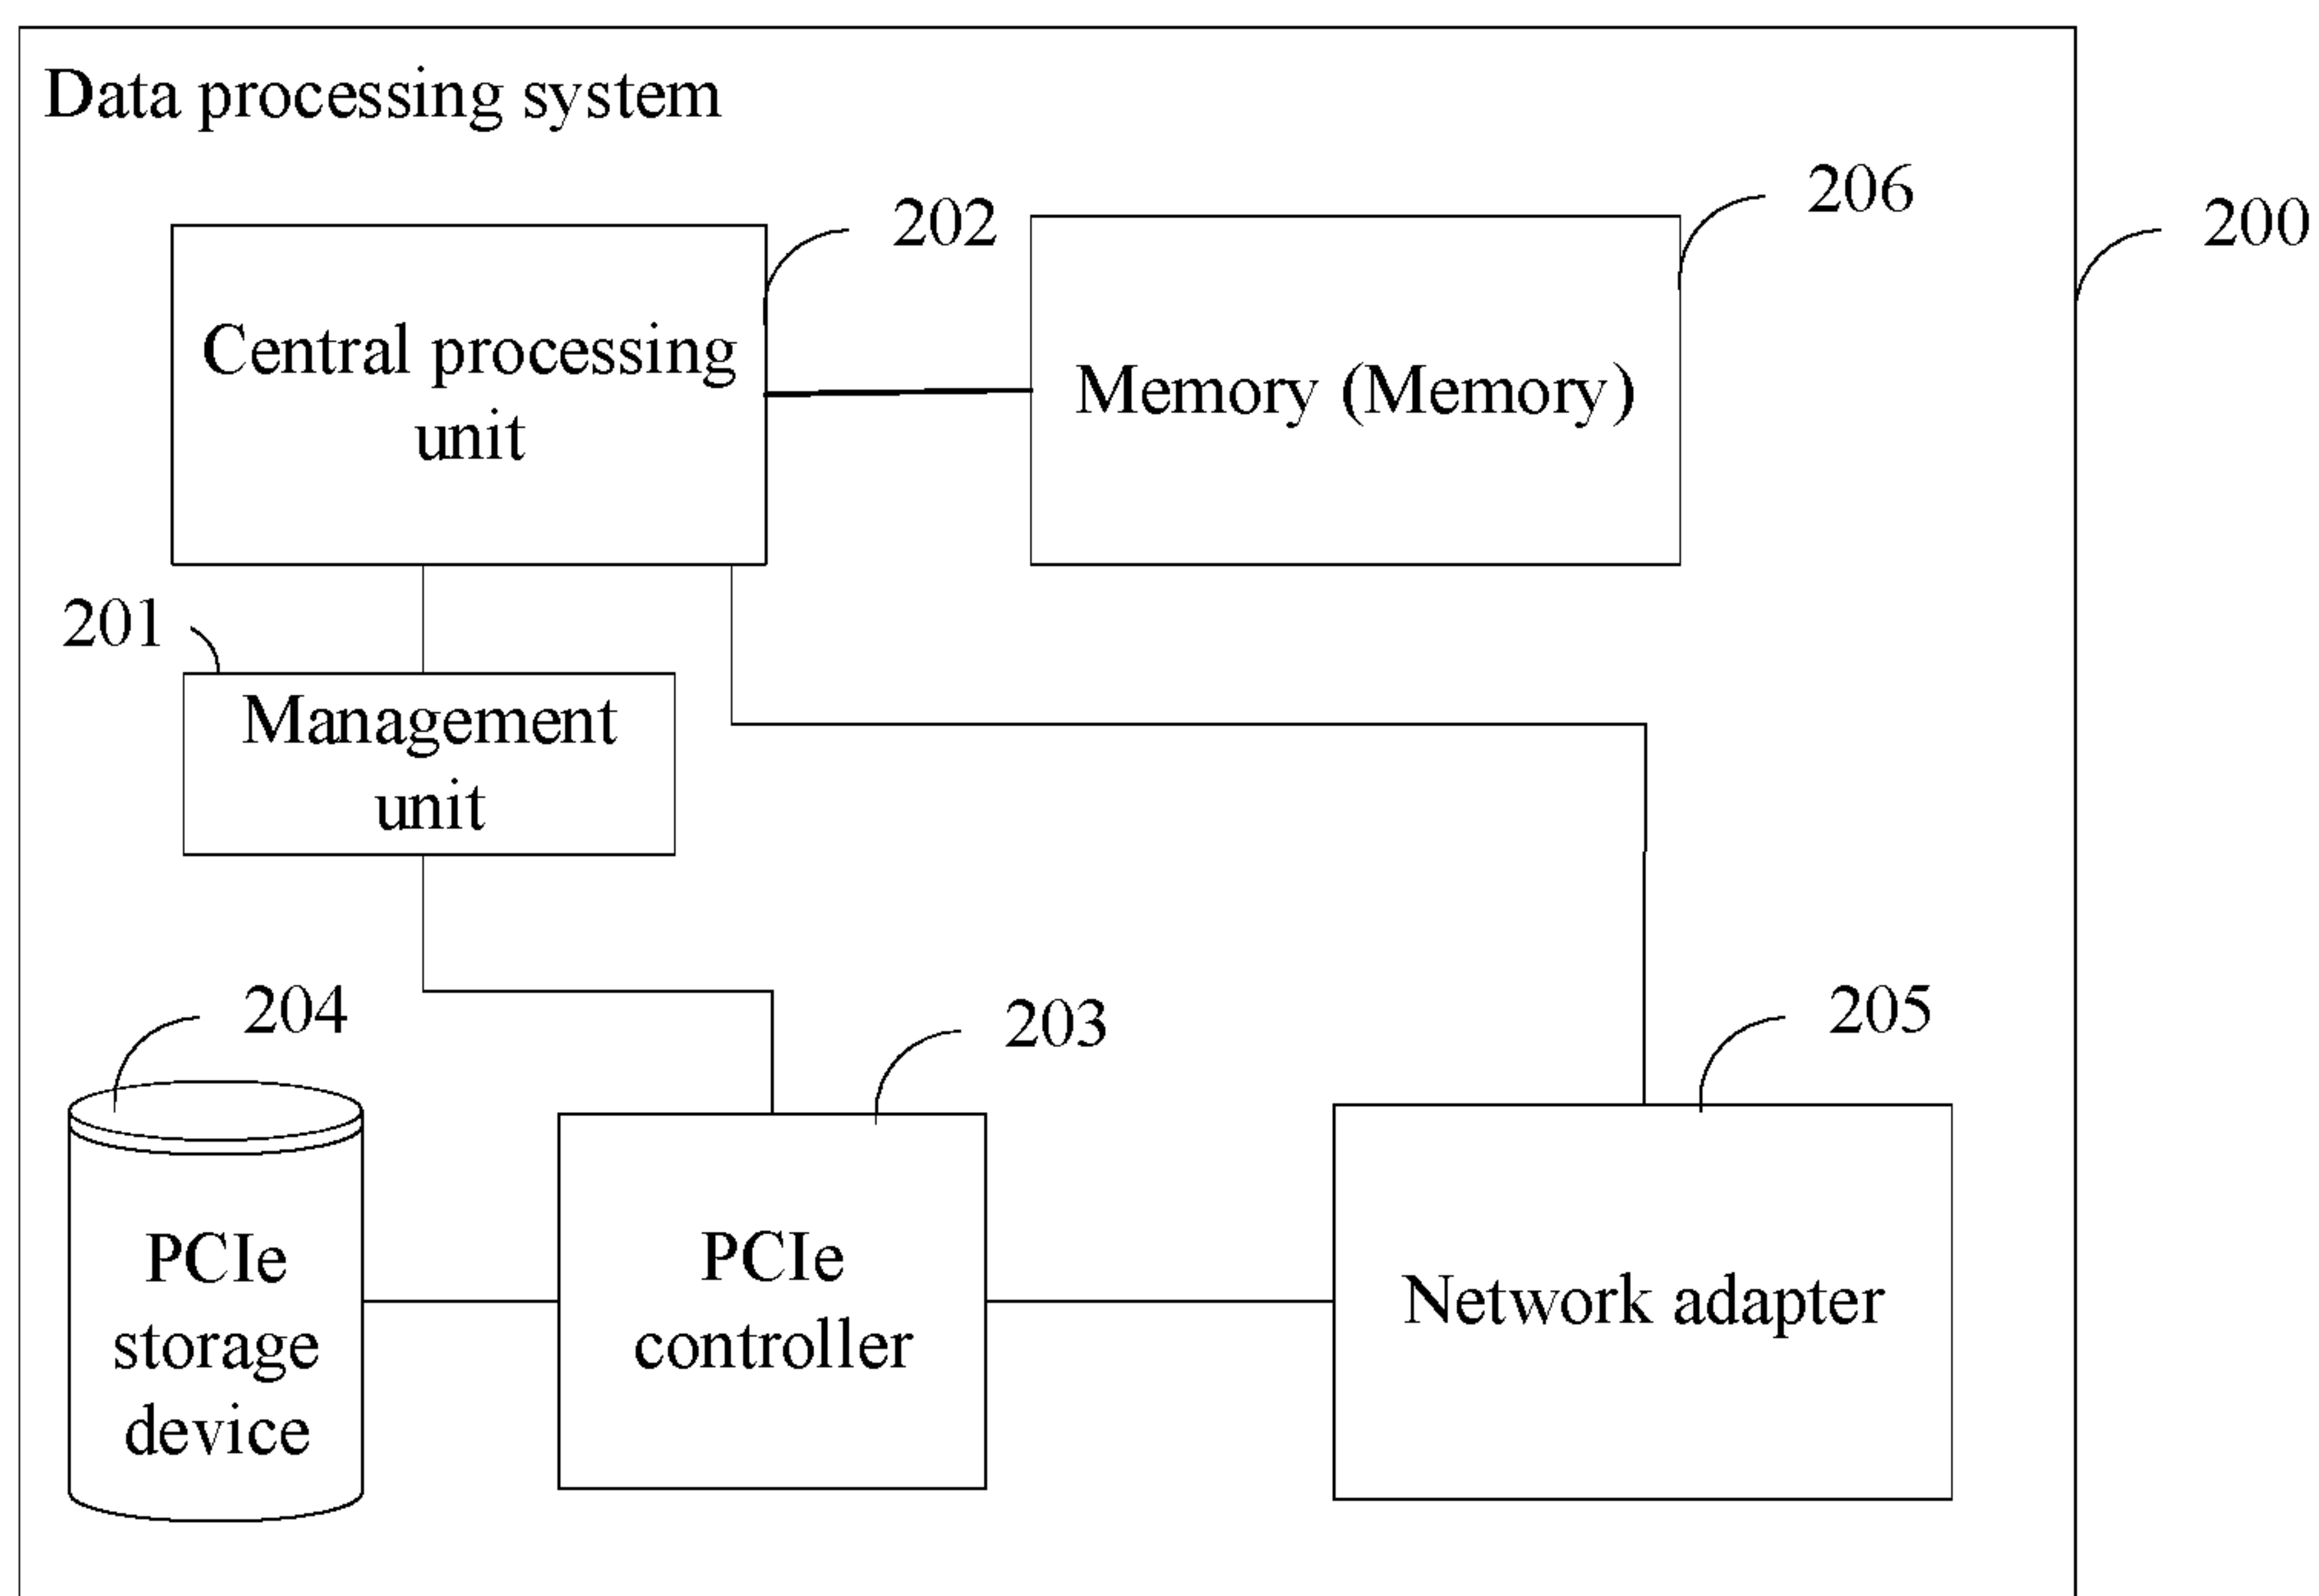 Data processing system
202
206
200
Central processing
unit
Memory (Memory)
201
Management
unit
204
203
205
PCIe
storage
device
PCIe
controller
Network adapter